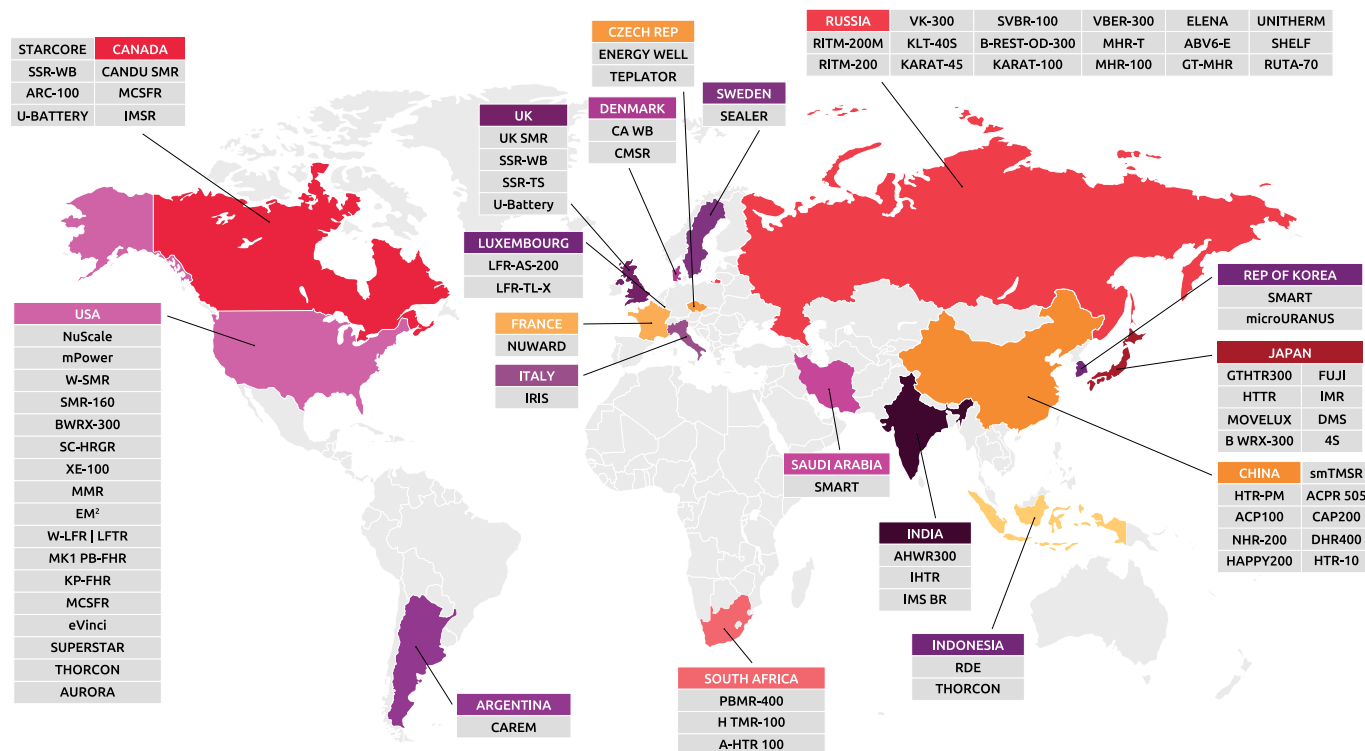 STARCORE CANADA
SSR-WB CANDU SMR
ARC-100 MCSFR
U-BATTERY IMSR
CZECH REP
ENERGY WELL
TEPLATOR
RUSSIA VK-300 SVBR-100 VBER-300 ELENA UNITHERM
RITM-200M KLT-40S B-REST-OD-300 MHR-T ABV6-E SHELF
RITM-200 KARAT-45 KARAT-100 MHR-100 GT-MHR RUTA-70
UK
UK SMR
SSR-WB
SSR-TS
U-Battery
DENMARK
CA WB
CMSR
SWEDEN
SEALER
LUXEMBOURG
LFR-AS-200
LFR-TL-X
FRANCE
NUWARD
ITALY
IRIS
USA
NuScale
mPower
W-SMR
SMR-160
BWRX-300
SC-HRGR
XE-100
MMR
EM²
W-LFR | LFTR
MK1 PB-FHR
KP-FHR
MCSFR
eVinci
SUPERSTAR
THORCON
AURORA
REP OF KOREA
SMART
microURANUS
JAPAN
GTHTR300 FUJI
HTTR IMR
MOVELUX DMS
B WRX-300 4S
SAUDI ARABIA
SMART
CHINA smTMSR
HTR-PM ACPR 505
ACP100 CAP200
NHR-200 DHR400
HAPPY200 HTR-10
INDIA
AHWR300
IHTR
IMS BR
INDONESIA
RDE
THORCON
SOUTH AFRICA
PBMR-400
H TMR-100
A-HTR 100
ARGENTINA
CAREM